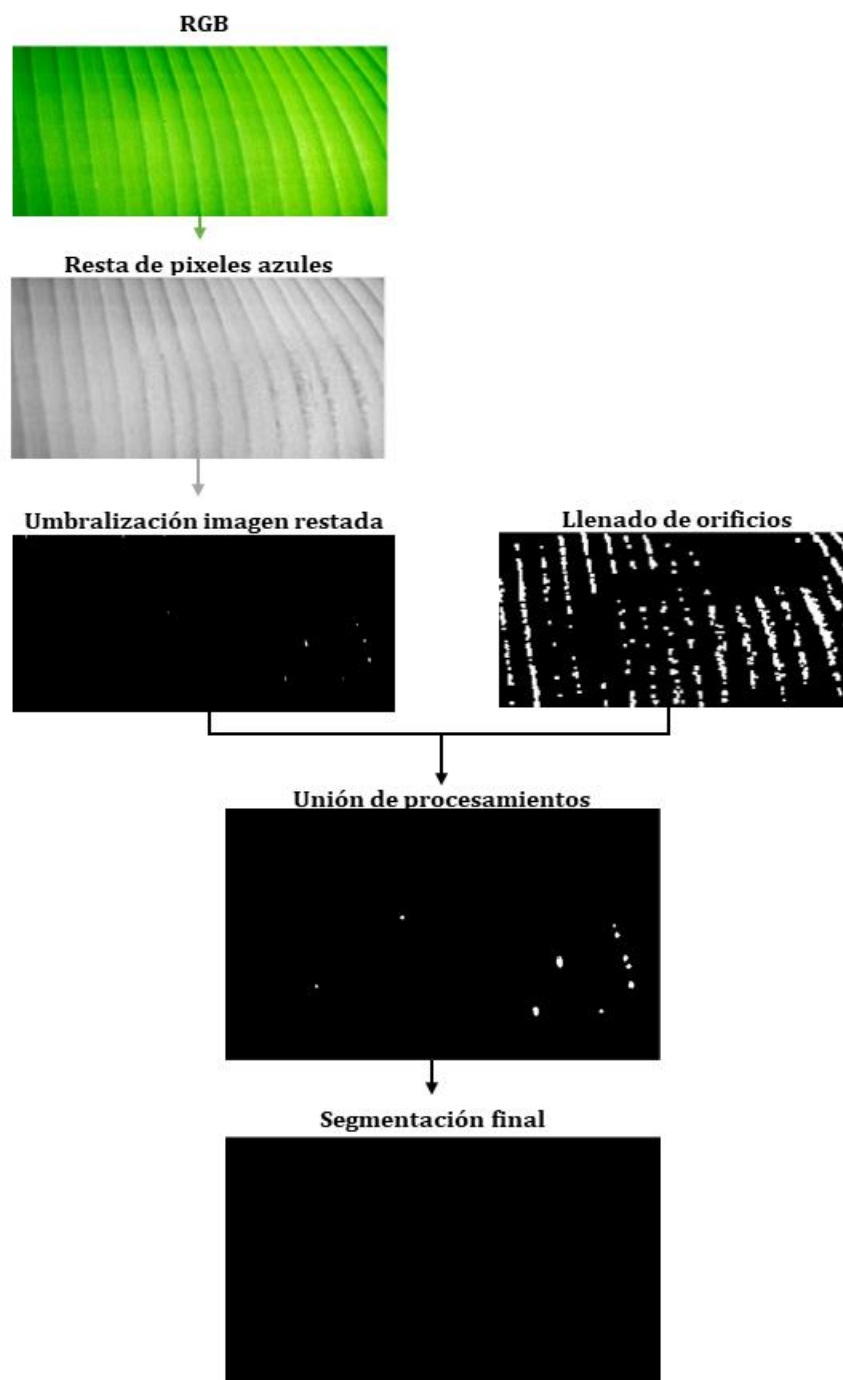 RGB
Resta de pixeles azules
Umbralización imagen restada
Llenado de orificios
Unión de procesamientos
Segmentación final